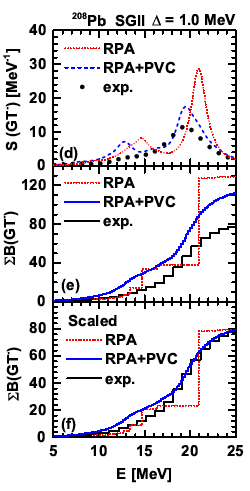 ²⁰⁸Pb SGII Δ = 1.0 MeV
S (GT⁻) [MeV⁻¹]
40
30
20
10
0
RPA
RPA+PVC
exp.
(d)
ΣB(GT⁻)
120
80
40
0
RPA
RPA+PVC
exp.
(e)
ΣB(GT⁻)
80
60
40
20
0
Scaled
RPA
RPA+PVC
exp.
(f)
5 10 15 20 25
E [MeV]